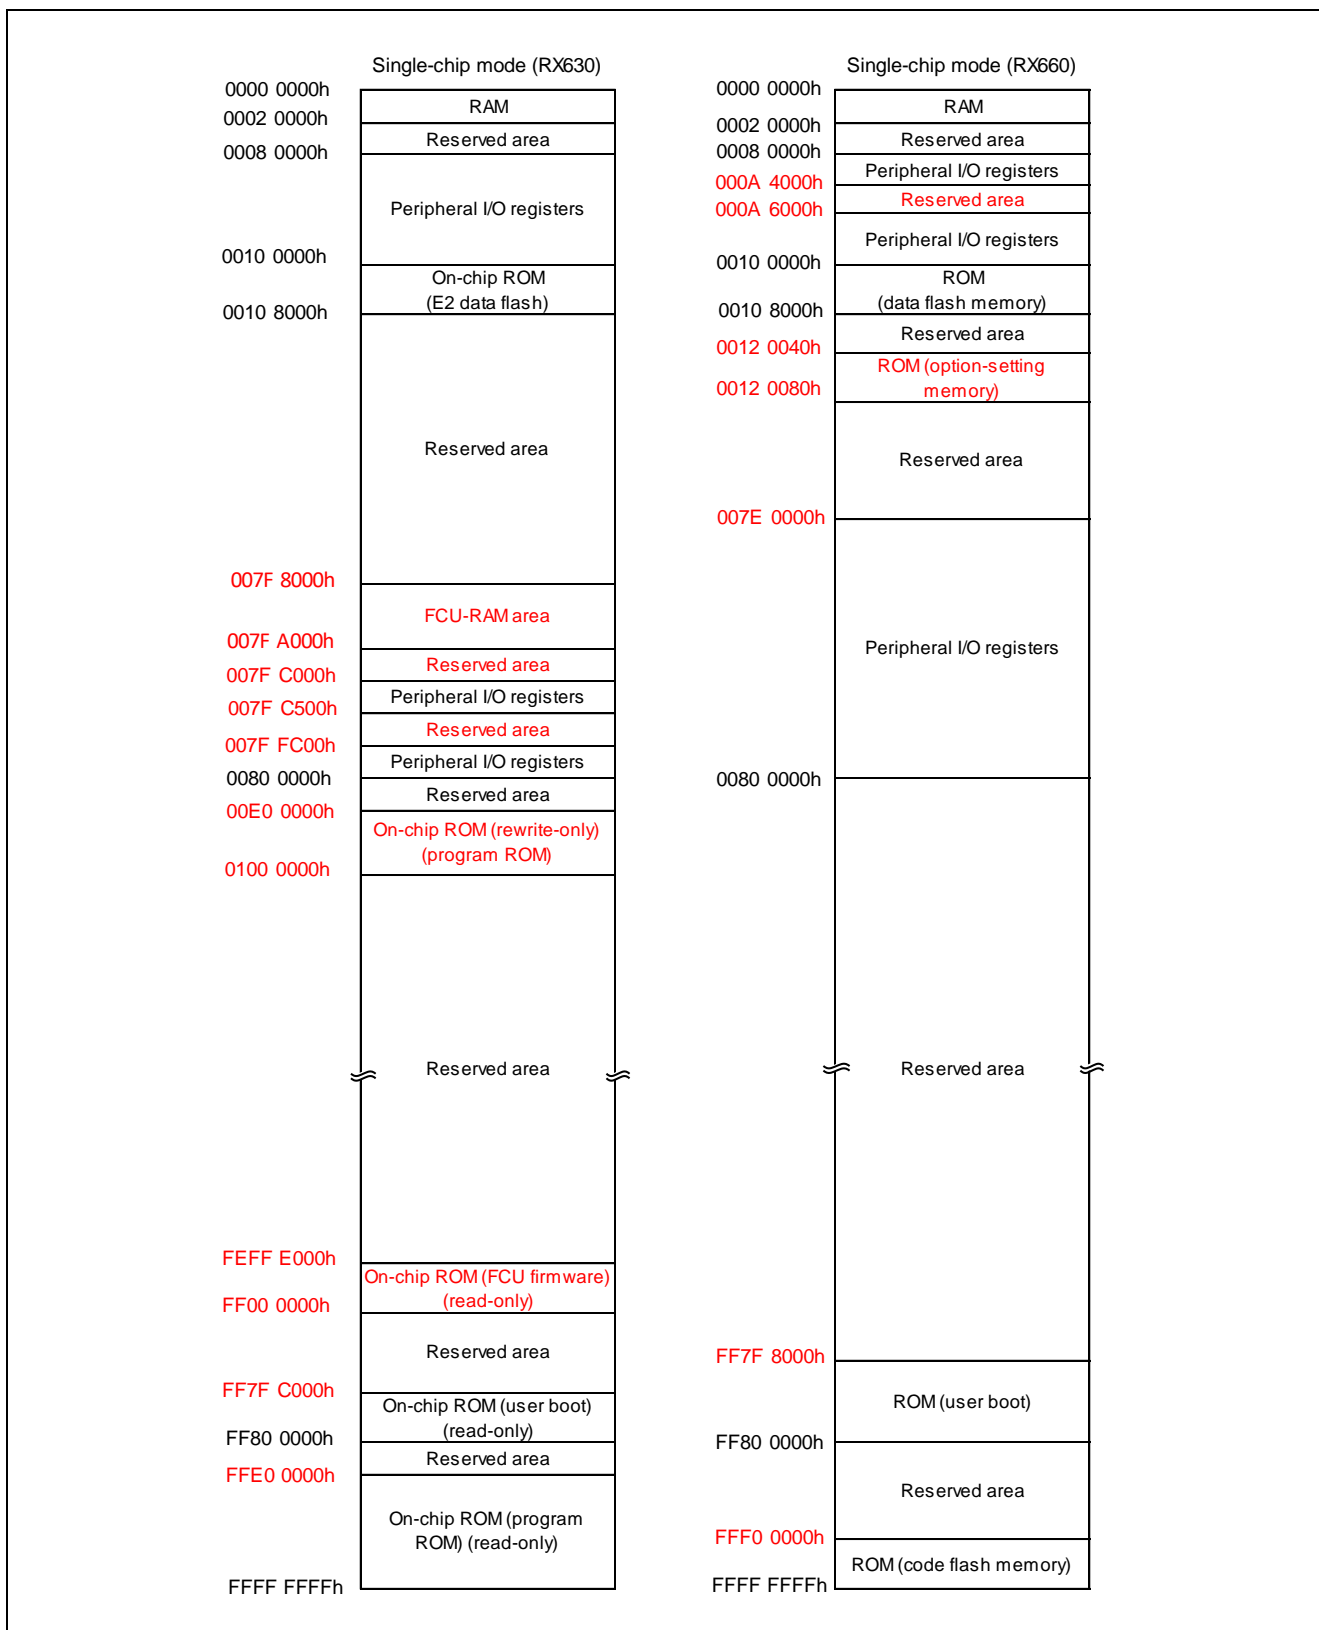 Single-chip mode (RX630)
0000 0000h
RAM
0002 0000h
Reserved area
0008 0000h
Peripheral I/O registers
0010 0000h
On-chip ROM
(E2 data flash)
0010 8000h
Reserved area
007F 8000h
FCU-RAM area
007F A000h
Reserved area
007F C000h
Peripheral I/O registers
007F C500h
Reserved area
007F FC00h
Peripheral I/O registers
0080 0000h
Reserved area
00E0 0000h
On-chip ROM (rewrite-only)
(program ROM)
0100 0000h
Reserved area
FEFF E000h
On-chip ROM (FCU firmware)
(read-only)
FF00 0000h
Reserved area
FF7F C000h
On-chip ROM (user boot)
(read-only)
FF80 0000h
Reserved area
FFE0 0000h
On-chip ROM (program
ROM) (read-only)
FFFF FFFFh
Single-chip mode (RX660)
0000 0000h
RAM
0002 0000h
Reserved area
0008 0000h
Peripheral I/O registers
000A 4000h
Reserved area
000A 6000h
Peripheral I/O registers
0010 0000h
ROM
(data flash memory)
0010 8000h
Reserved area
0012 0040h
ROM (option-setting
memory)
0012 0080h
Reserved area
007E 0000h
Peripheral I/O registers
0080 0000h
Reserved area
FF7F 8000h
ROM (user boot)
FF80 0000h
Reserved area
FFF0 0000h
ROM (code flash memory)
FFFF FFFFh